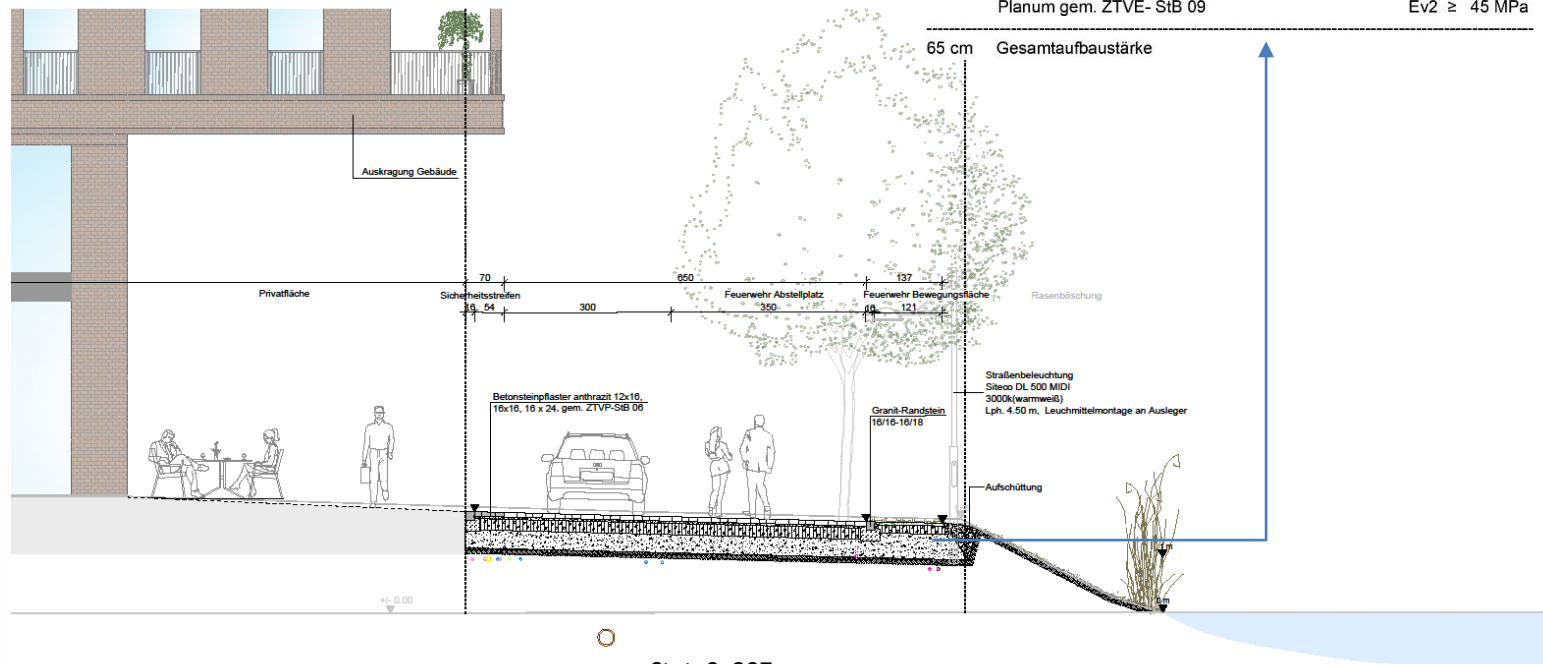 Planum gem. ZTVE- StB 09 Ev2 ≥ 45 MPa
65 cm Gesamtaufbaustärke
Auskragung Gebäude
70 650 137
Privatfläche Sicherheitsstreifen Feuerwehr Abstellplatz Feuerwehr Bewegungsfläche Rasenböschung
16 54 300 350 16 121
Straßenbeleuchtung
Siteco DL 500 MIDI
3000k(warmweiß)
Lph. 4.50 m, Leuchmittelmontage an Ausleger
Betonsteinpflaster anthrazit 12x16,
16x16, 16 x 24. gem. ZTVP-StB 06
Granit-Randstein
16/16-16/18
Aufschüttung
m
+/- 0.00
m